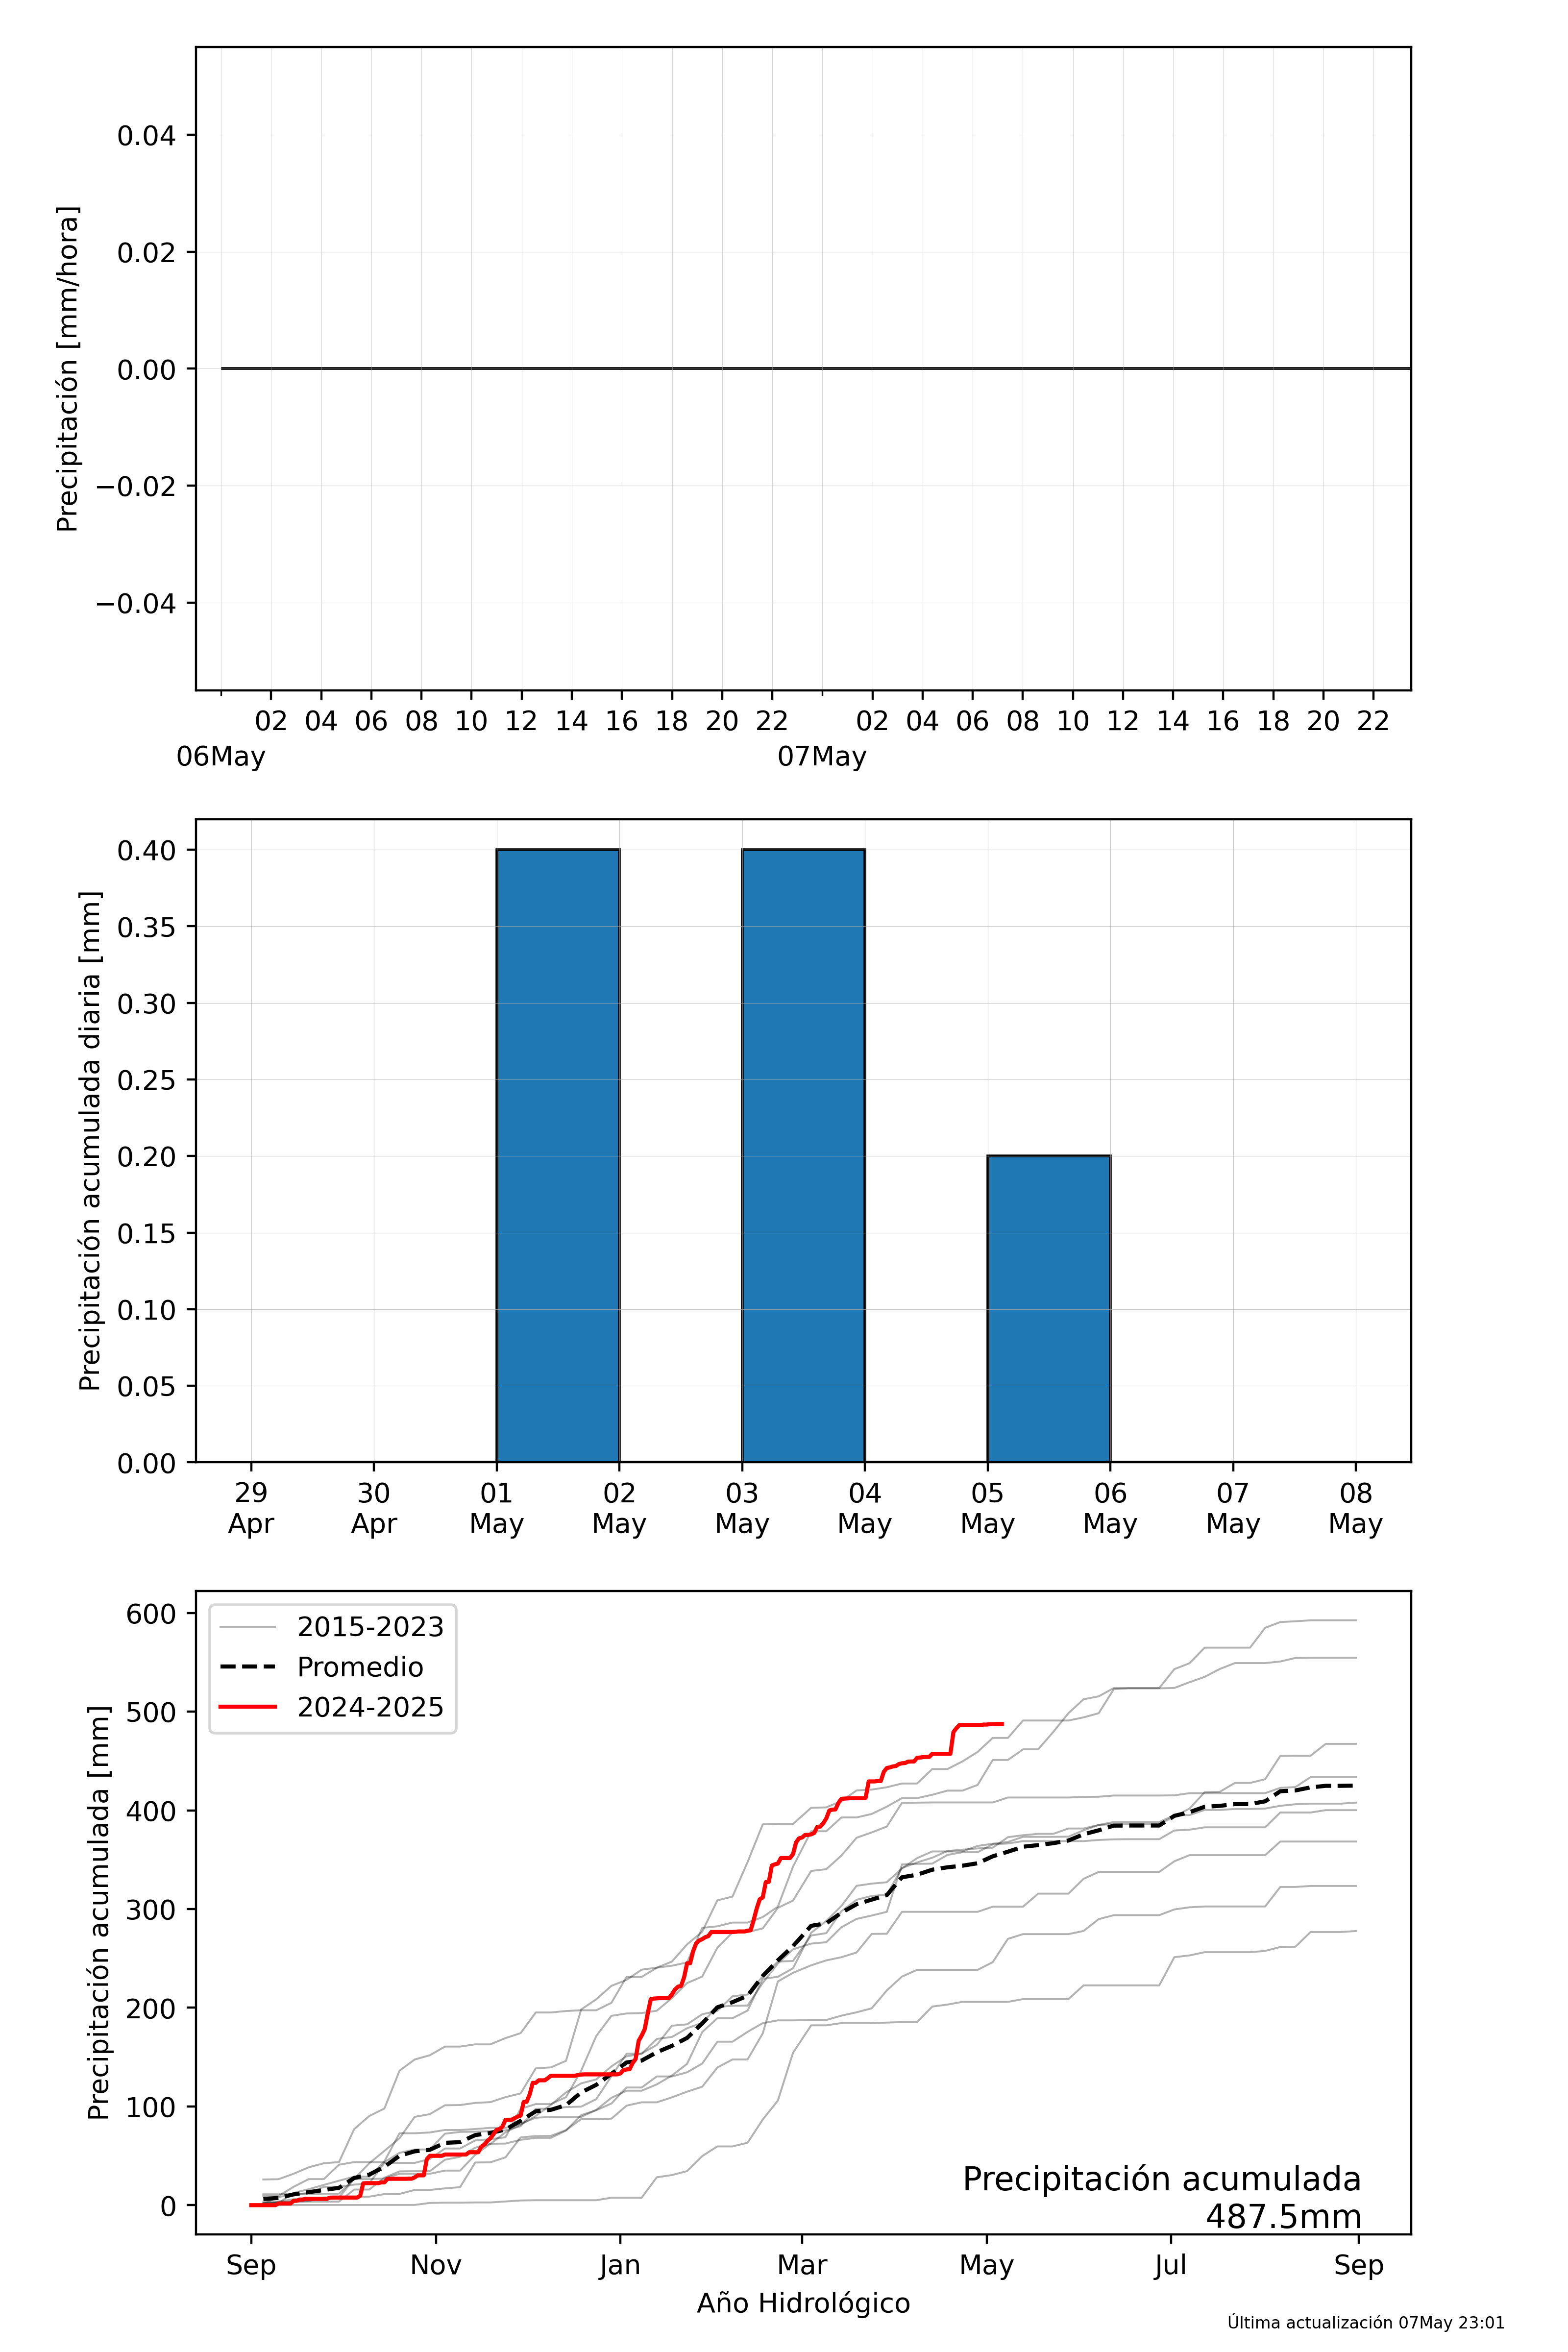 Precipitación [mm/hora]
0.04
0.02
0.00
−0.02
−0.04
02 04 06 08 10 12 14 16 18 20 22 02 04 06 08 10 12 14 16 18 20 22
06May 07May
Precipitación acumulada diaria [mm]
0.40
0.35
0.30
0.25
0.20
0.15
0.10
0.05
0.00
29 30 01 02 03 04 05 06 07 08
Apr Apr May May May May May May May May
Precipitación acumulada [mm]
600
500
400
300
200
100
0
2015-2023
Promedio
2024-2025
Precipitación acumulada
487.5mm
Sep Nov Jan Mar May Jul Sep
Año Hidrológico
Última actualización 07May 23:01